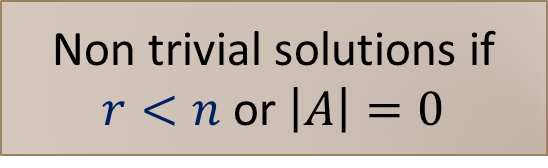 Non trivial solutions if
r < n or |A| = 0